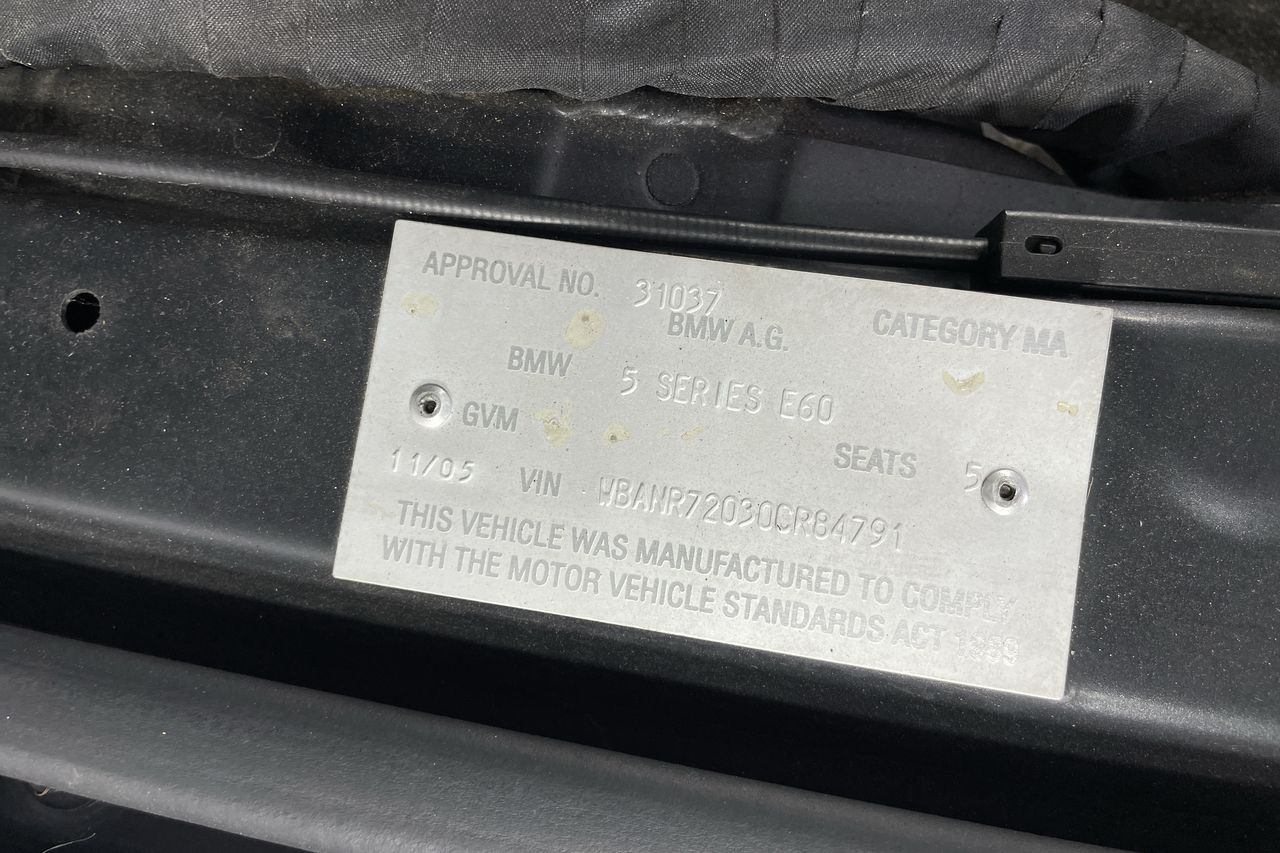 APPROVAL NO. 31037
BMW A.G. CATEGORY MA
BMW 5 SERIES E60
GVM SEATS 5
11/05 VIN WBANR72030CR84791
THIS VEHICLE WAS MANUFACTURED TO COMPLY
WITH THE MOTOR VEHICLE STANDARDS ACT 1989